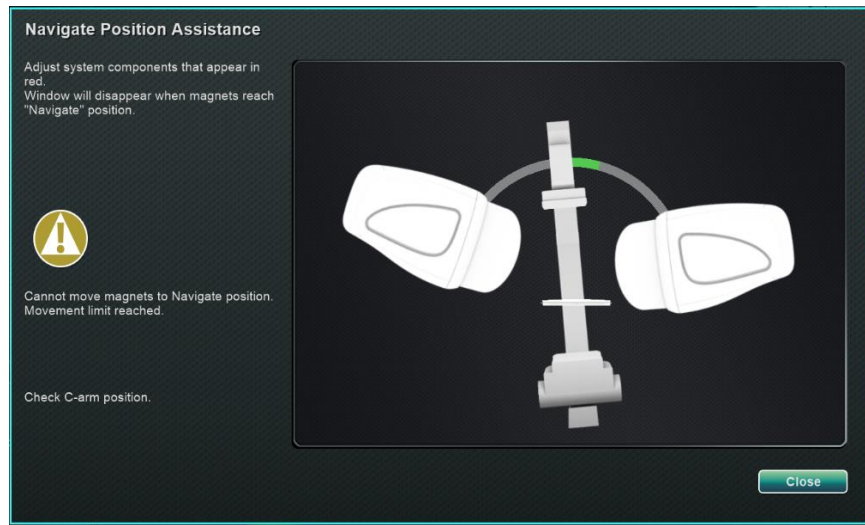 Navigate Position Assistance
Adjust system components that appear in
red.
Window will disappear when magnets reach
"Navigate" position.
Cannot move magnets to Navigate position.
Movement limit reached.
Check C-arm position.
Close